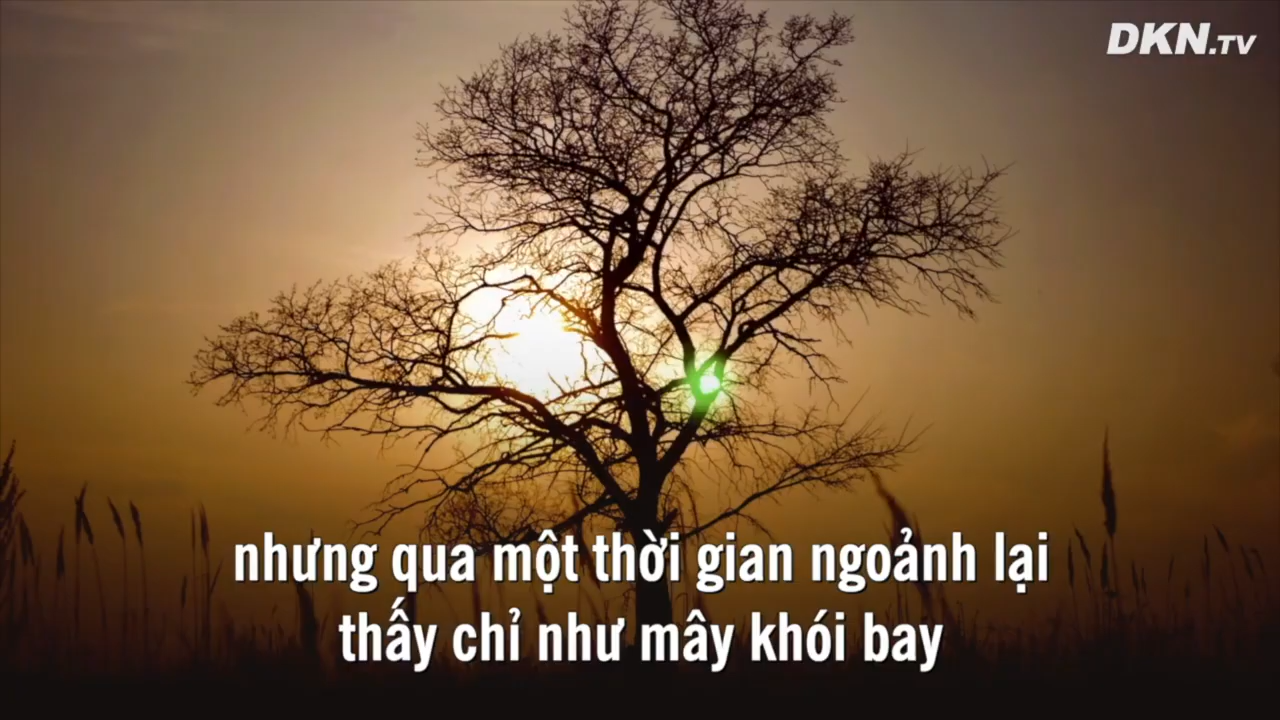 DKN.TV
nhưng qua một thời gian ngoảnh lại
thấy chỉ như mây khói bay